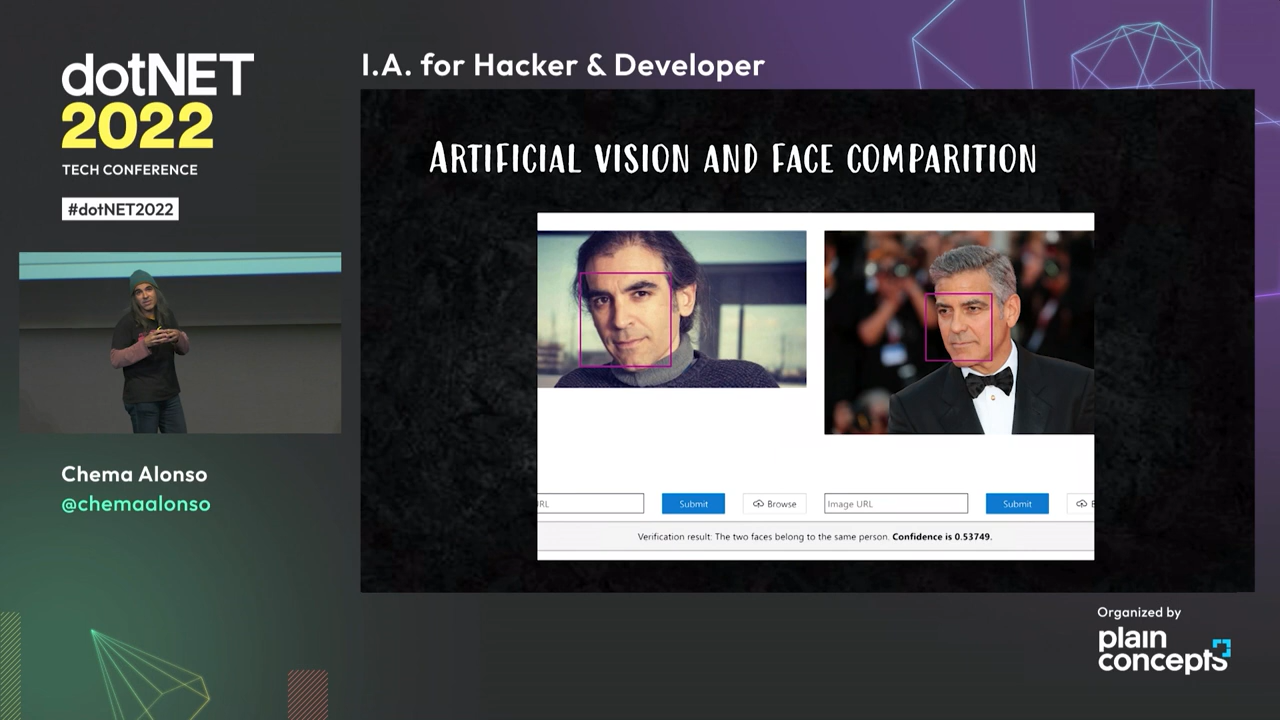 dotNET
2022
TECH CONFERENCE
#dotNET2022
Chema Alonso
@chemaalonso
I.A. for Hacker & Developer
ARTIFICIAL VISION AND FACE COMPARITION
RL
Submit
Browse
Image URL
Submit
B
Verification result: The two faces belong to the same person. Confidence is 0.53749.
Organized by
plain
concepts